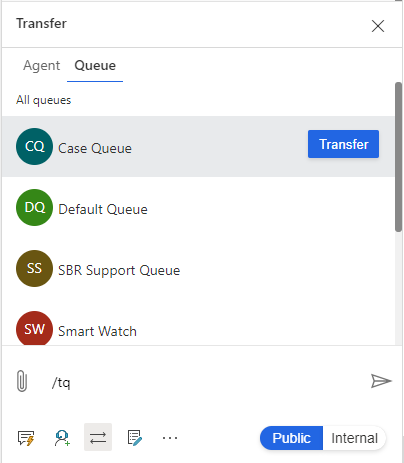 Transfer
Agent Queue
All queues
CQ Case Queue Transfer
DQ Default Queue
SS SBR Support Queue
SW Smart Watch
/tq
Public Internal